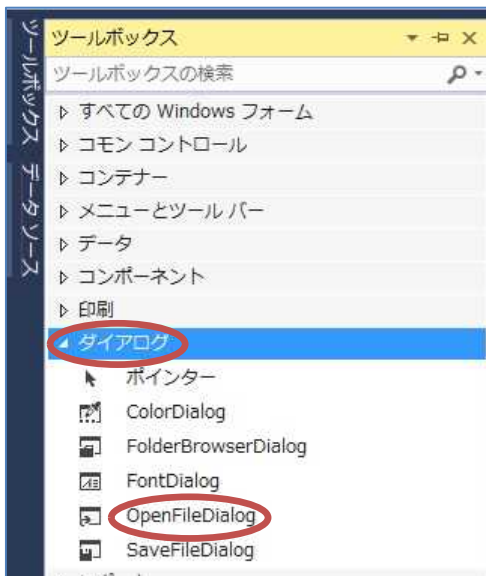 ツールボックス
データ ソース
ツールボックス
ツールボックスの検索
すべての Windows フォーム
コモン コントロール
コンテナー
メニューとツール バー
データ
コンポーネント
印刷
ダイアログ
ポインター
ColorDialog
FolderBrowserDialog
FontDialog
OpenFileDialog
SaveFileDialog